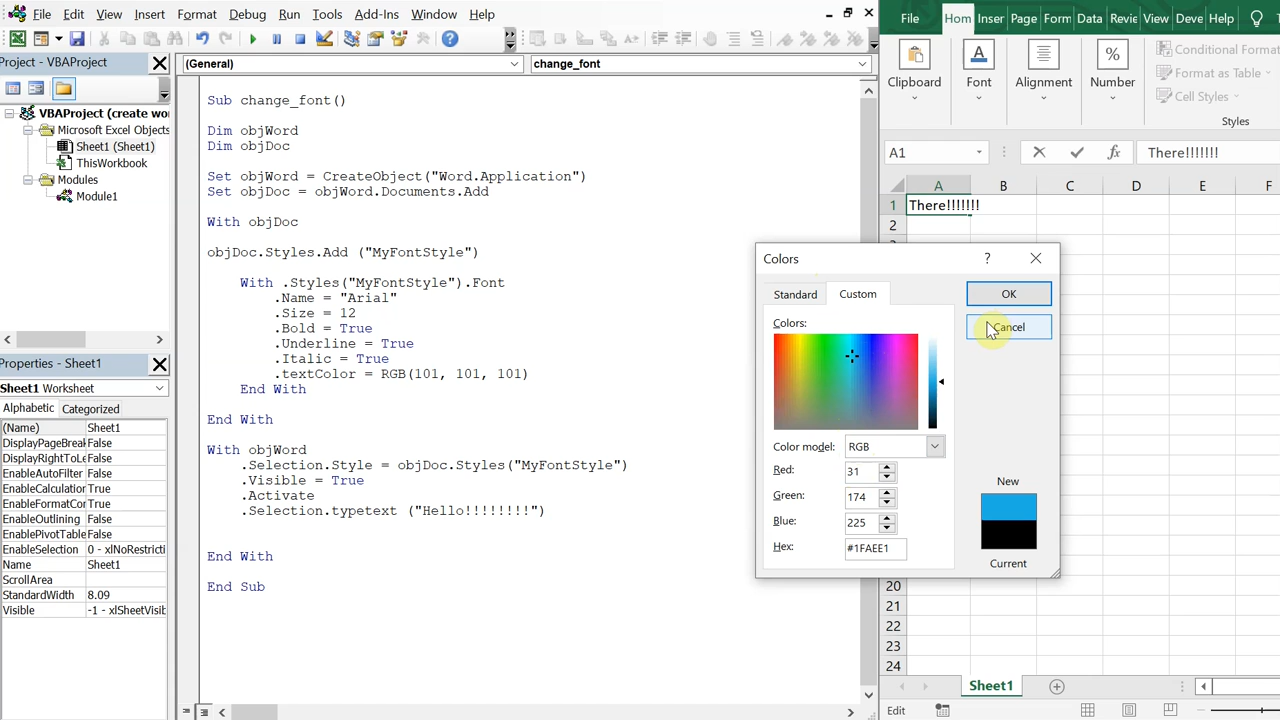 File Edit View Insert Format Debug Run Tools Add-Ins Window Help
Project - VBAProject
VBAProject (create wo
Microsoft Excel Objects
Sheet1 (Sheet1)
ThisWorkbook
Modules
Module1
Properties - Sheet1
Sheet1 Worksheet
Alphabetic Categorized
(Name) Sheet1
DisplayPageBreak False
DisplayRightToLe False
EnableAutoFilter False
EnableCalculation True
EnableFormatCor True
EnableOutlining False
EnablePivotTable False
EnableSelection 0 - xlNoRestricti
Name Sheet1
ScrollArea
StandardWidth 8.09
Visible -1 - xlSheetVisib
(General) change_font
Sub change_font()
Dim objWord
Dim objDoc
Set objWord = CreateObject("Word.Application")
Set objDoc = objWord.Documents.Add
With objDoc
objDoc.Styles.Add ("MyFontStyle")
With .Styles("MyFontStyle").Font
.Name = "Arial"
.Size = 12
.Bold = True
.Underline = True
.Italic = True
.textColor = RGB(101, 101, 101)
End With
End With
With objWord
.Selection.Style = objDoc.Styles("MyFontStyle")
.Visible = True
.Activate
.Selection.typetext ("Hello!!!!!!!!")
End With
End Sub
File Hom Inser Page Form Data Revie View Deve Help
Clipboard Font Alignment Number
Conditional Format
Format as Table
Cell Styles
Styles
A1 fx There!!!!!!!
A B C D E F
1 There!!!!!!!
2
Colors ?
Standard Custom
OK
Cancel
Colors:
Color model: RGB
Red: 31
Green: 174
Blue: 225
Hex: #1FAEE1
New
Current
20
21
22
23
24
Sheet1
Edit